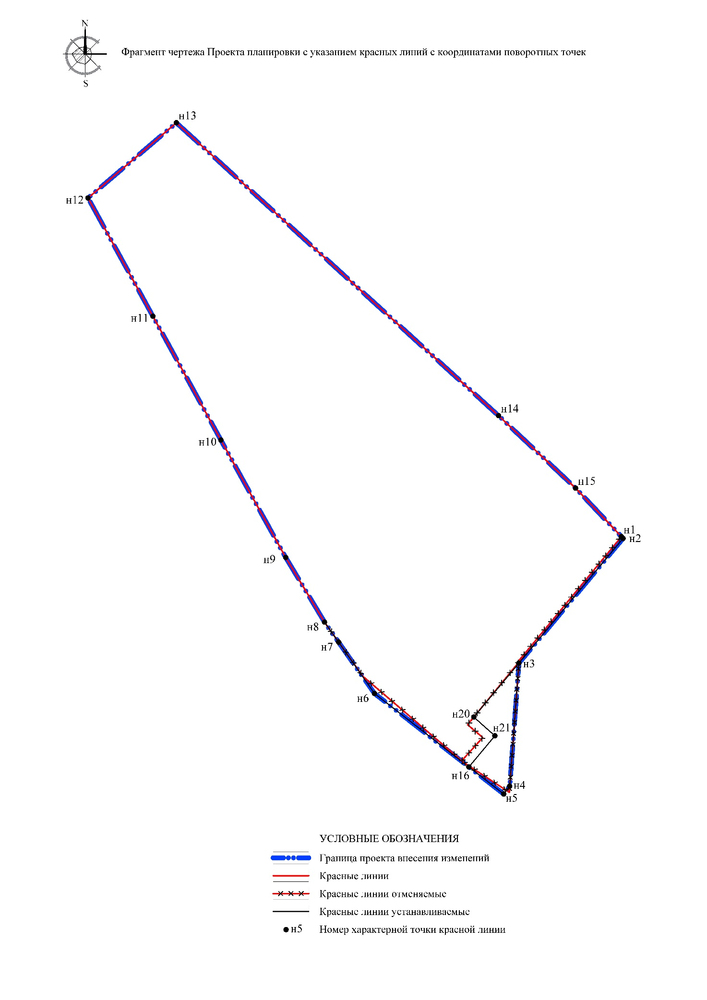 N
Фрагмент чертежа Проекта планировки с указанием красных линий с координатами поворотных точек
S
н13
н12
н11
н14
н10
н15
н1
н2
н9
н8
н7
н3
н6
н20
н21
н16
н4
н5
УСЛОВНЫЕ ОБОЗНАЧЕНИЯ
Граница проекта внесения изменений
Красные линии
Красные линии отменяемые
Красные линии устанавливаемые
н5 Номер характерной точки красной линии